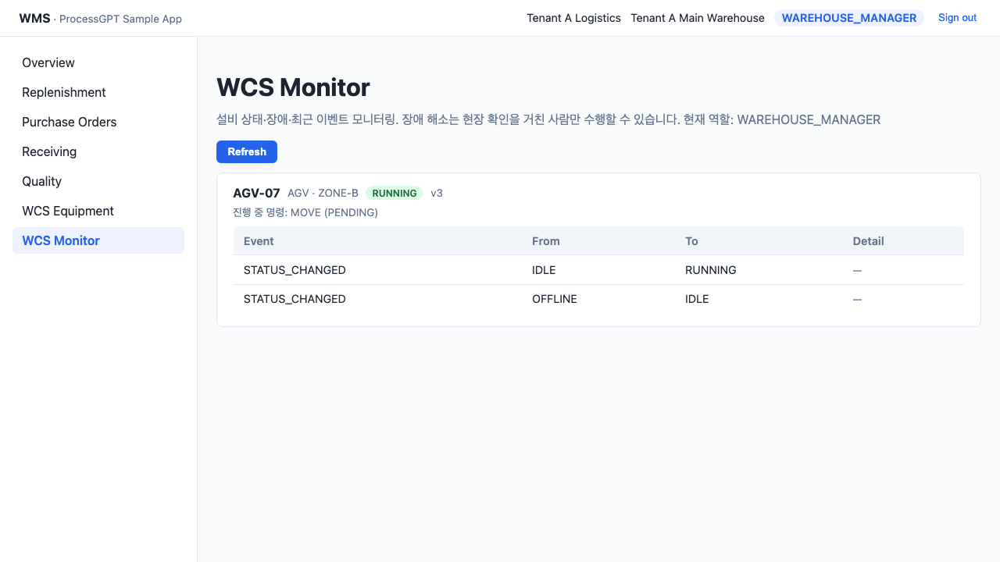 WMS · ProcessGPT Sample App
Tenant A Logistics Tenant A Main Warehouse WAREHOUSE_MANAGER Sign out
Overview
Replenishment
Purchase Orders
Receiving
Quality
WCS Equipment
WCS Monitor
WCS Monitor
설비 상태·장애·최근 이벤트 모니터링. 장애 해소는 현장 확인을 거친 사람만 수행할 수 있습니다. 현재 역할: WAREHOUSE_MANAGER
Refresh
AGV-07 AGV · ZONE-B RUNNING v3
진행 중 명령: MOVE (PENDING)
Event From To Detail
STATUS_CHANGED IDLE RUNNING —
STATUS_CHANGED OFFLINE IDLE —